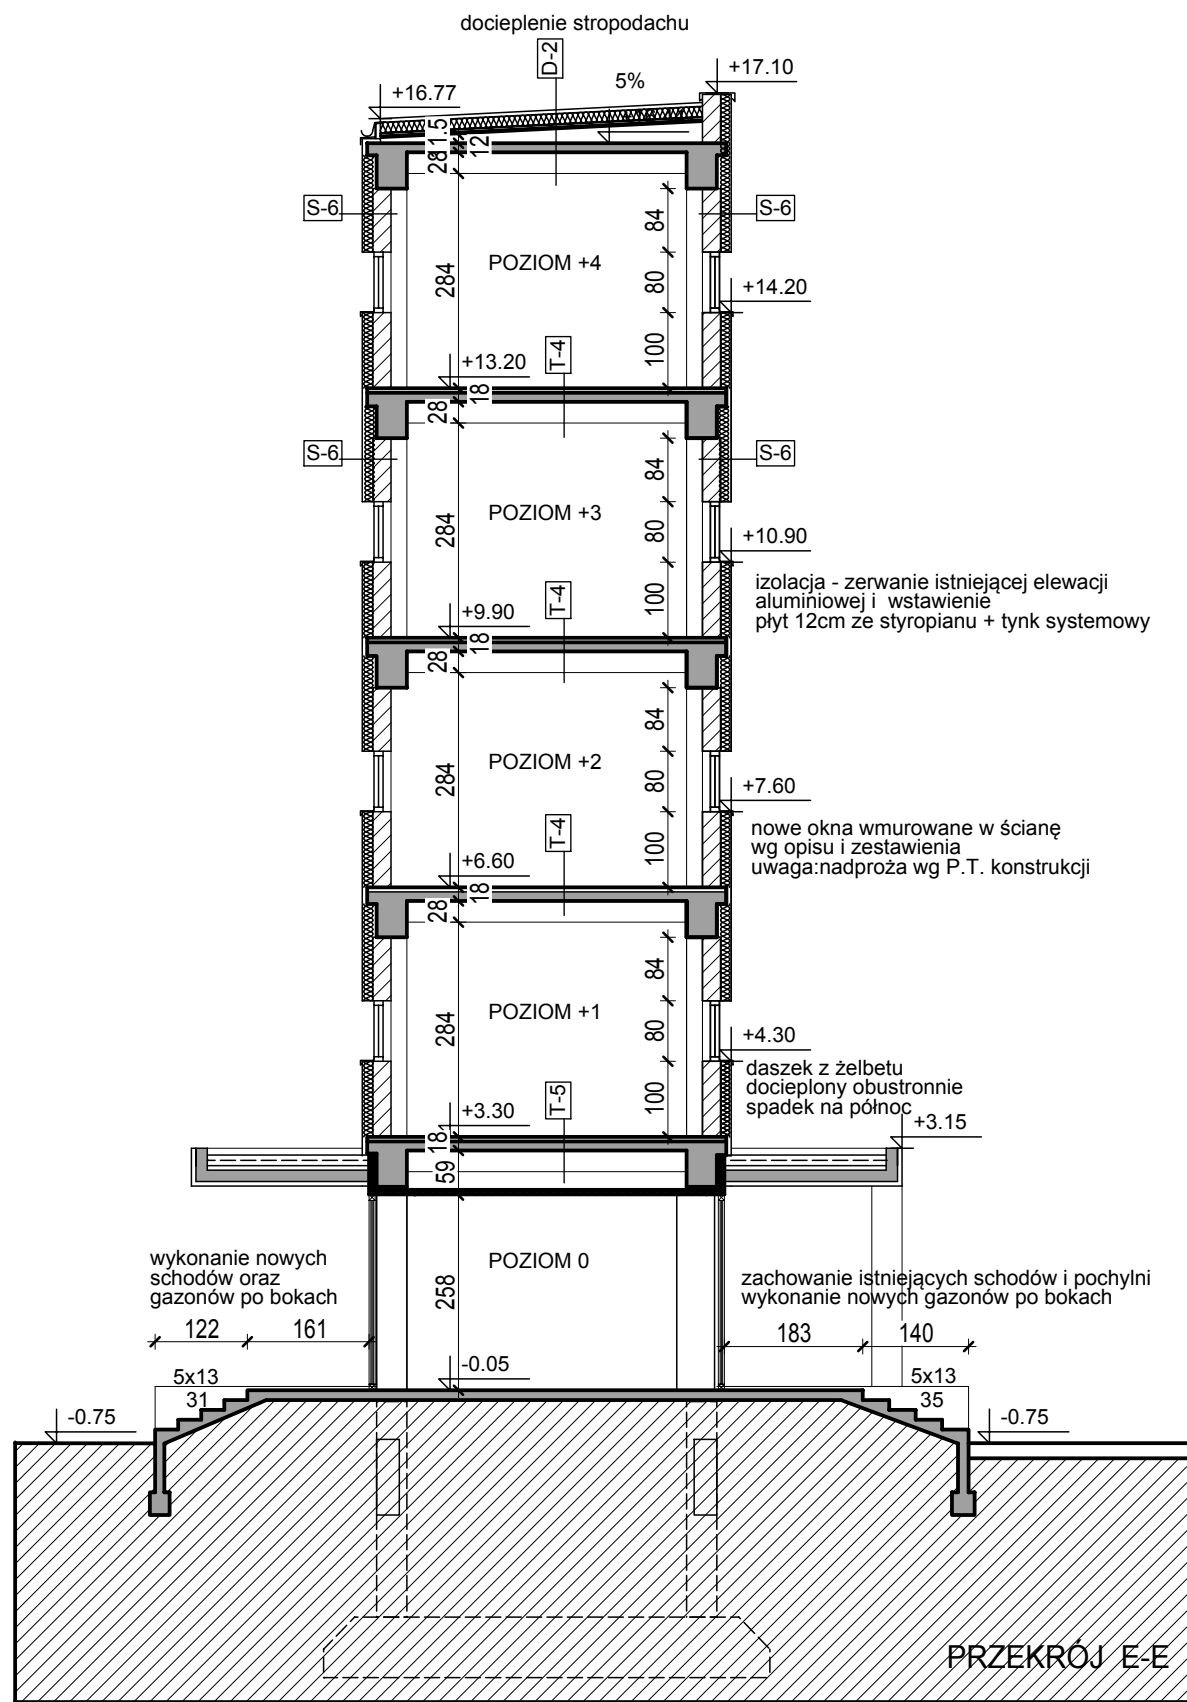 docieplenie stropodachu
D-2
5%
+17.10
+16.77
1.5
28
12
S-6
S-6
84
POZIOM +4
284
80
+14.20
100
T-4
+13.20
18
28
S-6
S-6
84
POZIOM +3
284
80
+10.90
izolacja - zerwanie istniejącej elewacji
aluminiowej i wstawienie
płyt 12cm ze styropianu + tynk systemowy
100
T-4
+9.90
18
28
84
POZIOM +2
284
80
+7.60
nowe okna wmurowane w ścianę
wg opisu i zestawienia
uwaga:nadproża wg P.T. konstrukcji
100
T-4
+6.60
18
28
84
POZIOM +1
284
80
+4.30
daszek z żelbetu
docieplony obustronnie
spadek na północ
100
T-5
+3.30
+3.15
18
59
POZIOM 0
wykonanie nowych
schodów oraz
gazonów po bokach
258
zachowanie istniejących schodów i pochylni
wykonanie nowych gazonów po bokach
122
161
183
140
-0.05
5x13
31
5x13
35
-0.75
-0.75
PRZEKRÓJ E-E